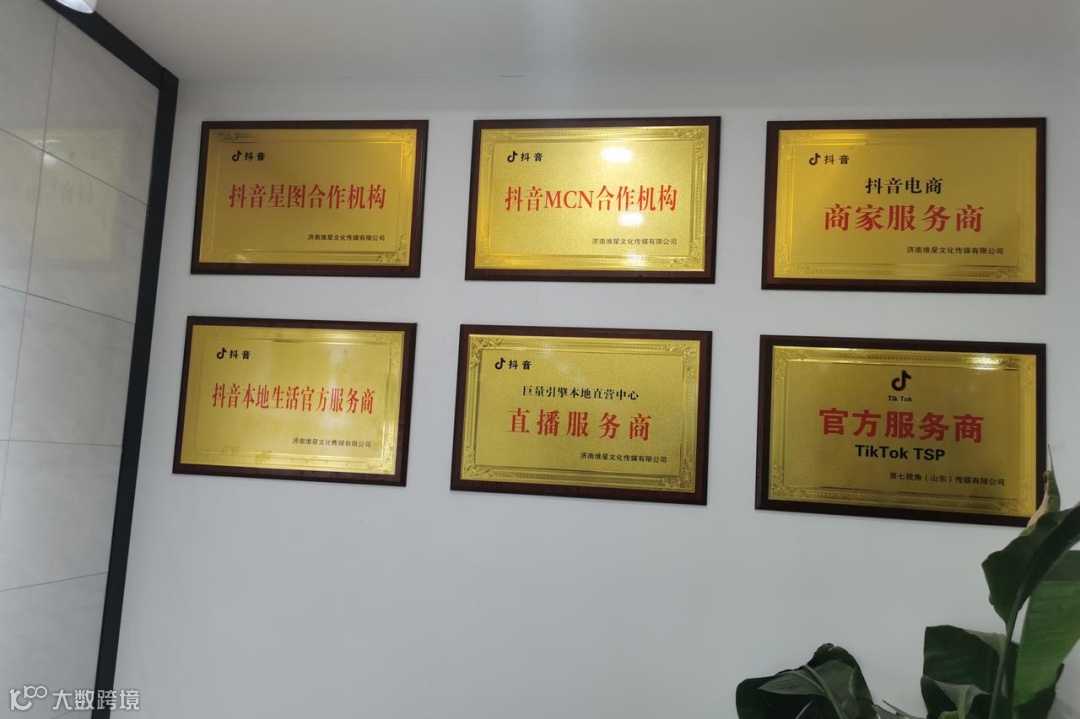 抖音
抖音星图合作机构
济南维星文化传媒有限公司
抖音
抖音MCN合作机构
济南维星文化传媒有限公司
抖音
抖音电商
商家服务商
济南维星文化传媒有限公司
抖音
抖音本地生活官方服务商
济南维星文化传媒有限公司
抖音
巨量引擎本地直营中心
直播服务商
济南维星文化传媒有限公司
Tik Tok
官方服务商
TikTok TSP
第七视角（山东）传媒有限公司
大数跨境